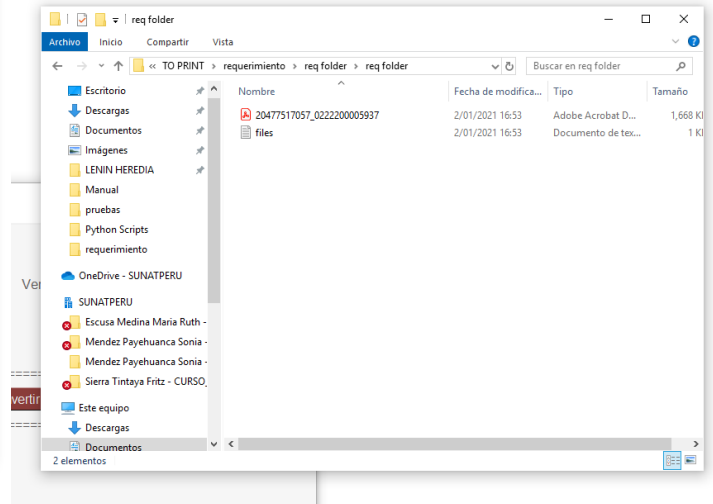 req folder
Archivo Inicio Compartir Vista
« TO PRINT > requerimiento > req folder > req folder
Buscar en req folder
Nombre Fecha de modifica... Tipo Tamaño
20477517057_0222200005937 2/01/2021 16:53 Adobe Acrobat D... 1,668 K
files 2/01/2021 16:53 Documento de tex... 1 K
Escritorio
Descargas
Documentos
Imágenes
LENIN HEREDIA
Manual
pruebas
Python Scripts
requerimiento
OneDrive - SUNATPERU
SUNATPERU
Escusa Medina Maria Ruth -
Mendez Payehuanca Sonia -
Mendez Payehuanca Sonia -
Sierra Tintaya Fritz - CURSO_
Este equipo
Descargas
Documentos
2 elementos
Ver
====
vertir
====